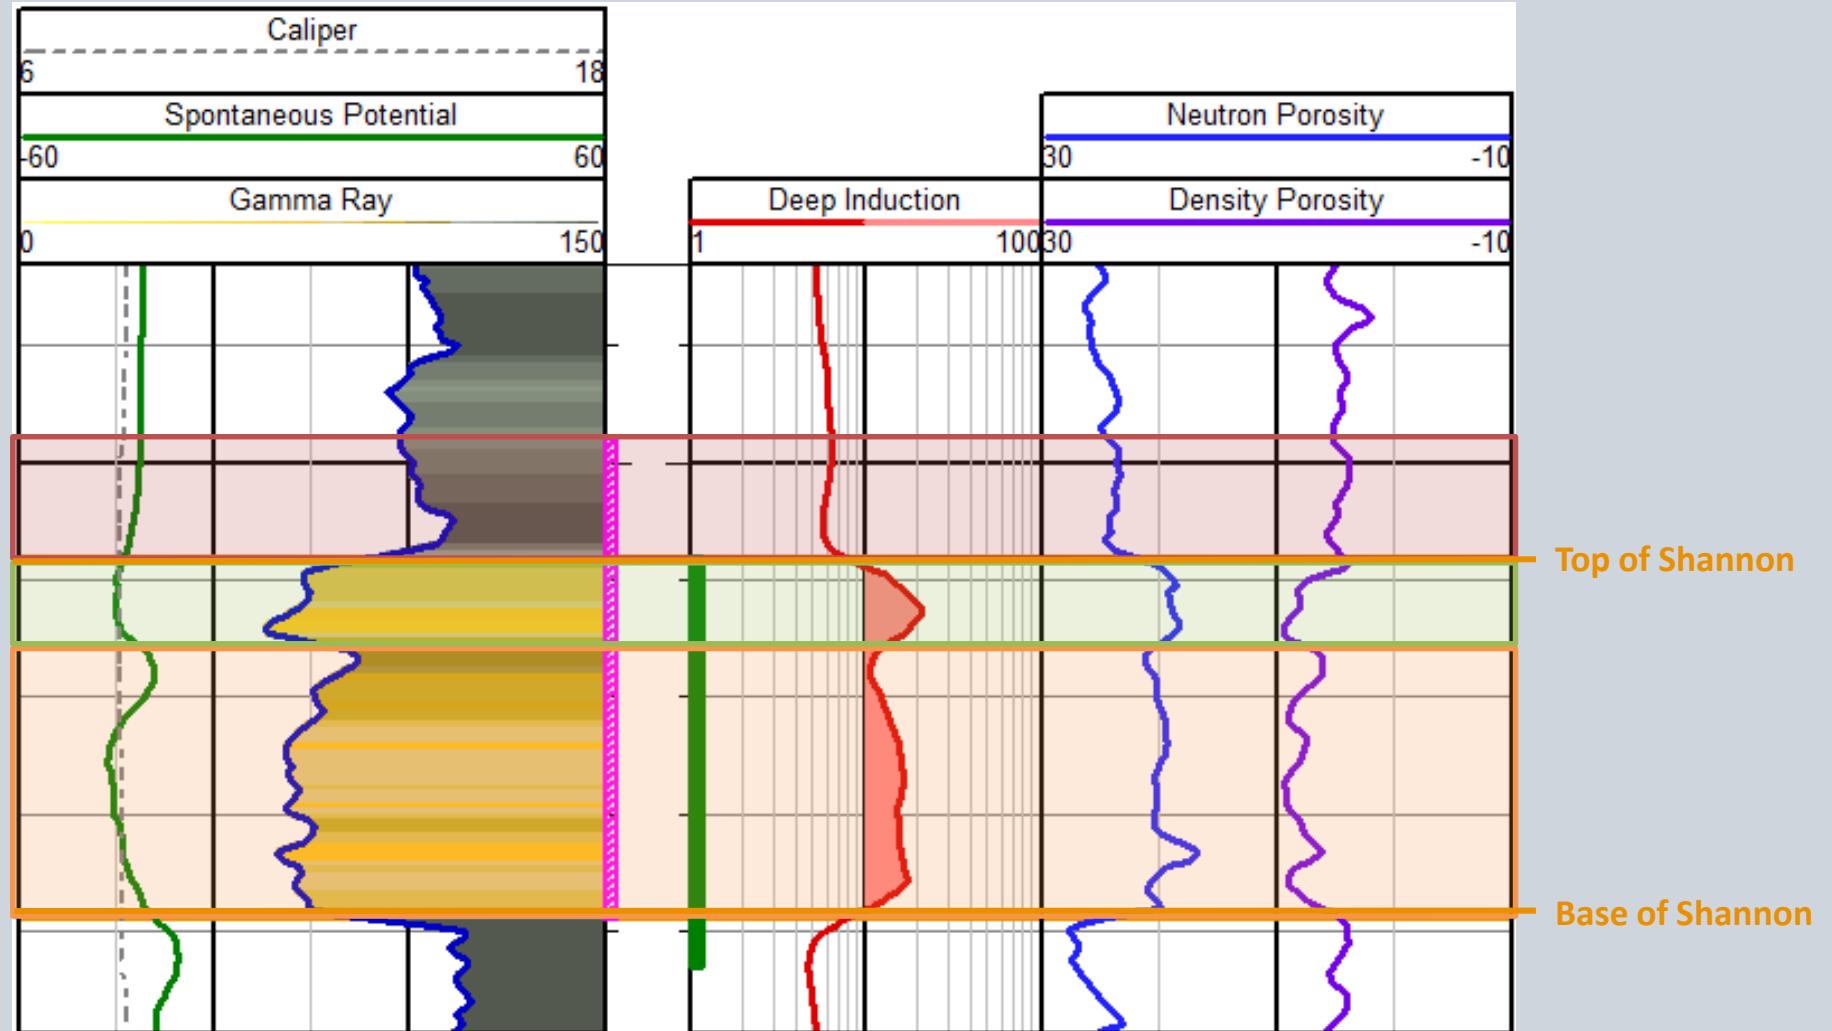 Caliper
6 18
Spontaneous Potential
-60 60
Gamma Ray
0 150
Deep Induction
1 100
Neutron Porosity
30 -10
Density Porosity
30 -10
Top of Shannon
Base of Shannon